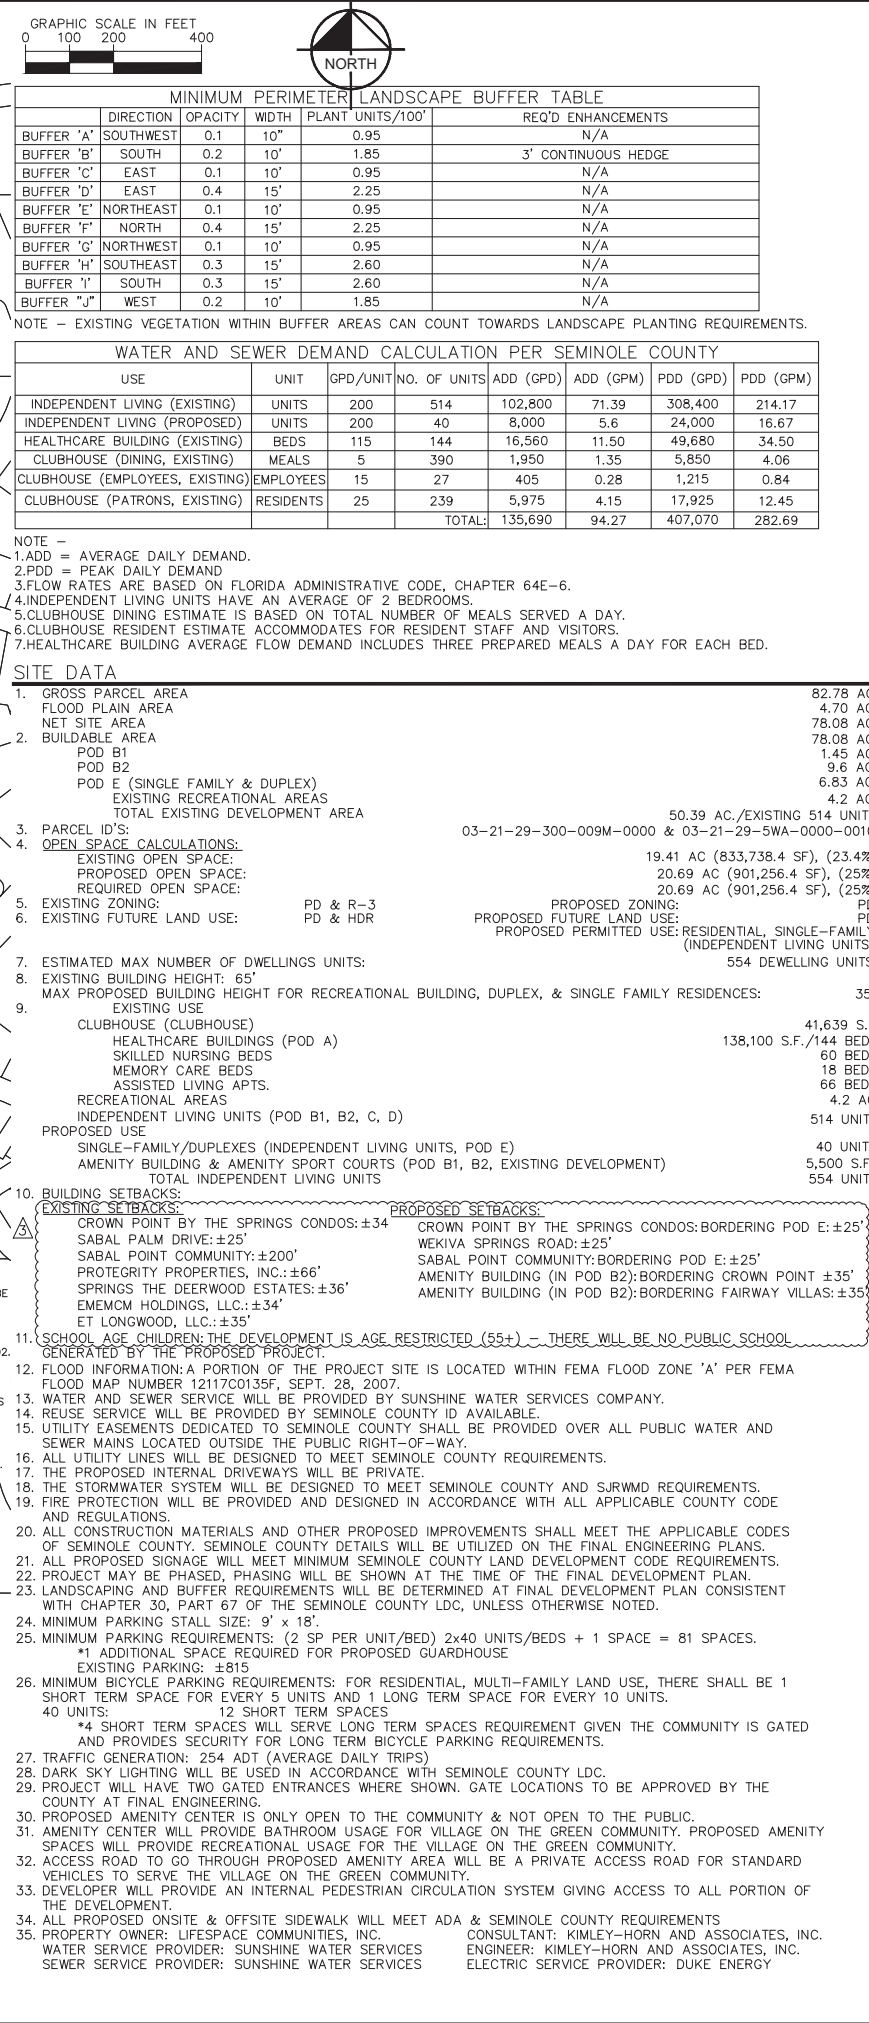 GRAPHIC SCALE IN FEET
0 100 200 400
NORTH
MINIMUM PERIMETER LANDSCAPE BUFFER TABLE
DIRECTION OPACITY WIDTH PLANT UNITS/100' REQ'D ENHANCEMENTS
BUFFER 'A' SOUTHWEST 0.1 10" 0.95 N/A
BUFFER 'B' SOUTH 0.2 10' 1.85 3' CONTINUOUS HEDGE
BUFFER 'C' EAST 0.1 10' 0.95 N/A
BUFFER 'D' EAST 0.4 15' 2.25 N/A
BUFFER 'E' NORTHEAST 0.1 10' 0.95 N/A
BUFFER 'F' NORTH 0.4 15' 2.25 N/A
BUFFER 'G' NORTHWEST 0.1 10' 0.95 N/A
BUFFER 'H' SOUTHEAST 0.3 15' 2.60 N/A
BUFFER 'I' SOUTH 0.3 15' 2.60 N/A
BUFFER "J" WEST 0.2 10' 1.85 N/A
NOTE – EXISTING VEGETATION WITHIN BUFFER AREAS CAN COUNT TOWARDS LANDSCAPE PLANTING REQUIREMENTS.
WATER AND SEWER DEMAND CALCULATION PER SEMINOLE COUNTY
USE UNIT GPD/UNIT NO. OF UNITS ADD (GPD) ADD (GPM) PDD (GPD) PDD (GPM)
INDEPENDENT LIVING (EXISTING) UNITS 200 514 102,800 71.39 308,400 214.17
INDEPENDENT LIVING (PROPOSED) UNITS 200 40 8,000 5.6 24,000 16.67
HEALTHCARE BUILDING (EXISTING) BEDS 115 144 16,560 11.50 49,680 34.50
CLUBHOUSE (DINING, EXISTING) MEALS 5 390 1,950 1.35 5,850 4.06
CLUBHOUSE (EMPLOYEES, EXISTING) EMPLOYEES 15 27 405 0.28 1,215 0.84
CLUBHOUSE (PATRONS, EXISTING) RESIDENTS 25 239 5,975 4.15 17,925 12.45
TOTAL: 135,690 94.27 407,070 282.69
NOTE –
1.ADD = AVERAGE DAILY DEMAND.
2.PDD = PEAK DAILY DEMAND
3.FLOW RATES ARE BASED ON FLORIDA ADMINISTRATIVE CODE, CHAPTER 64E-6.
4.INDEPENDENT LIVING UNITS HAVE AN AVERAGE OF 2 BEDROOMS.
5.CLUBHOUSE DINING ESTIMATE IS BASED ON TOTAL NUMBER OF MEALS SERVED A DAY.
6.CLUBHOUSE RESIDENT ESTIMATE ACCOMMODATES FOR RESIDENT STAFF AND VISITORS.
7.HEALTHCARE BUILDING AVERAGE FLOW DEMAND INCLUDES THREE PREPARED MEALS A DAY FOR EACH BED.
SITE DATA
1. GROSS PARCEL AREA 82.78 AC
FLOOD PLAIN AREA 4.70 AC
NET SITE AREA 78.08 AC
2. BUILDABLE AREA 78.08 AC
POD B1 1.45 AC
POD B2 9.6 AC
POD E (SINGLE FAMILY & DUPLEX) 6.83 AC
EXISTING RECREATIONAL AREAS 4.2 AC
TOTAL EXISTING DEVELOPMENT AREA 50.39 AC./EXISTING 514 UNIT
3. PARCEL ID'S: 03-21-29-300-009M-0000 & 03-21-29-5WA-0000-0010
4. OPEN SPACE CALCULATIONS:
EXISTING OPEN SPACE: 19.41 AC (833,738.4 SF), (23.4%
PROPOSED OPEN SPACE: 20.69 AC (901,256.4 SF), (25%
REQUIRED OPEN SPACE: 20.69 AC (901,256.4 SF), (25%
5. EXISTING ZONING: PD & R-3 PROPOSED ZONING: PD
6. EXISTING FUTURE LAND USE: PD & HDR PROPOSED FUTURE LAND USE: PD
PROPOSED PERMITTED USE: RESIDENTIAL, SINGLE-FAMILY
(INDEPENDENT LIVING UNITS
7. ESTIMATED MAX NUMBER OF DWELLINGS UNITS: 554 DEWELLING UNITS
8. EXISTING BUILDING HEIGHT: 65'
MAX PROPOSED BUILDING HEIGHT FOR RECREATIONAL BUILDING, DUPLEX, & SINGLE FAMILY RESIDENCES: 35
9. EXISTING USE
CLUBHOUSE (CLUBHOUSE) 41,639 S.
HEALTHCARE BUILDINGS (POD A) 138,100 S.F./144 BED
SKILLED NURSING BEDS 60 BED
MEMORY CARE BEDS 18 BED
ASSISTED LIVING APTS. 66 BED
RECREATIONAL AREAS 4.2 AC
INDEPENDENT LIVING UNITS (POD B1, B2, C, D) 514 UNIT
PROPOSED USE
SINGLE-FAMILY/DUPLEXES (INDEPENDENT LIVING UNITS, POD E) 40 UNIT
AMENITY BUILDING & AMENITY SPORT COURTS (POD B1, B2, EXISTING DEVELOPMENT) 5,500 S.F
TOTAL INDEPENDENT LIVING UNITS 554 UNIT
10. BUILDING SETBACKS:
EXISTING SETBACKS: PROPOSED SETBACKS:
3
CROWN POINT BY THE SPRINGS CONDOS: ±34 CROWN POINT BY THE SPRINGS CONDOS: BORDERING POD E: ±25'
SABAL PALM DRIVE: ±25' WEKIVA SPRINGS ROAD: ±25'
SABAL POINT COMMUNITY: ±200' SABAL POINT COMMUNITY: BORDERING POD E: ±25'
PROTEGRITY PROPERTIES, INC.: ±66' AMENITY BUILDING (IN POD B2): BORDERING CROWN POINT ±35'
SPRINGS THE DEERWOOD ESTATES: ±36' AMENITY BUILDING (IN POD B2): BORDERING FAIRWAY VILLAS: ±35'
EMEMCM HOLDINGS, LLC.: ±34'
ET LONGWOOD, LLC.: ±35'
11. SCHOOL AGE CHILDREN: THE DEVELOPMENT IS AGE RESTRICTED (55+) – THERE WILL BE NO PUBLIC SCHOOL
GENERATED BY THE PROPOSED PROJECT.
12. FLOOD INFORMATION: A PORTION OF THE PROJECT SITE IS LOCATED WITHIN FEMA FLOOD ZONE 'A' PER FEMA
FLOOD MAP NUMBER 12117C0135F, SEPT. 28, 2007.
13. WATER AND SEWER SERVICE WILL BE PROVIDED BY SUNSHINE WATER SERVICES COMPANY.
14. REUSE SERVICE WILL BE PROVIDED BY SEMINOLE COUNTY ID AVAILABLE.
15. UTILITY EASEMENTS DEDICATED TO SEMINOLE COUNTY SHALL BE PROVIDED OVER ALL PUBLIC WATER AND
SEWER MAINS LOCATED OUTSIDE THE PUBLIC RIGHT-OF-WAY.
16. ALL UTILITY LINES WILL BE DESIGNED TO MEET SEMINOLE COUNTY REQUIREMENTS.
17. THE PROPOSED INTERNAL DRIVEWAYS WILL BE PRIVATE.
18. THE STORMWATER SYSTEM WILL BE DESIGNED TO MEET SEMINOLE COUNTY AND SJRWMD REQUIREMENTS.
19. FIRE PROTECTION WILL BE PROVIDED AND DESIGNED IN ACCORDANCE WITH ALL APPLICABLE COUNTY CODE
AND REGULATIONS.
20. ALL CONSTRUCTION MATERIALS AND OTHER PROPOSED IMPROVEMENTS SHALL MEET THE APPLICABLE CODES
OF SEMINOLE COUNTY. SEMINOLE COUNTY DETAILS WILL BE UTILIZED ON THE FINAL ENGINEERING PLANS.
21. ALL PROPOSED SIGNAGE WILL MEET MINIMUM SEMINOLE COUNTY LAND DEVELOPMENT CODE REQUIREMENTS.
22. PROJECT MAY BE PHASED, PHASING WILL BE SHOWN AT THE TIME OF THE FINAL DEVELOPMENT PLAN.
23. LANDSCAPING AND BUFFER REQUIREMENTS WILL BE DETERMINED AT FINAL DEVELOPMENT PLAN CONSISTENT
WITH CHAPTER 30, PART 67 OF THE SEMINOLE COUNTY LDC, UNLESS OTHERWISE NOTED.
24. MINIMUM PARKING STALL SIZE: 9' x 18'.
25. MINIMUM PARKING REQUIREMENTS: (2 SP PER UNIT/BED) 2x40 UNITS/BEDS + 1 SPACE = 81 SPACES.
*1 ADDITIONAL SPACE REQUIRED FOR PROPOSED GUARDHOUSE
EXISTING PARKING: ±815
26. MINIMUM BICYCLE PARKING REQUIREMENTS: FOR RESIDENTIAL, MULTI-FAMILY LAND USE, THERE SHALL BE 1
SHORT TERM SPACE FOR EVERY 5 UNITS AND 1 LONG TERM SPACE FOR EVERY 10 UNITS.
40 UNITS: 12 SHORT TERM SPACES
*4 SHORT TERM SPACES WILL SERVE LONG TERM SPACES REQUIREMENT GIVEN THE COMMUNITY IS GATED
AND PROVIDES SECURITY FOR LONG TERM BICYCLE PARKING REQUIREMENTS.
27. TRAFFIC GENERATION: 254 ADT (AVERAGE DAILY TRIPS)
28. DARK SKY LIGHTING WILL BE USED IN ACCORDANCE WITH SEMINOLE COUNTY LDC.
29. PROJECT WILL HAVE TWO GATED ENTRANCES WHERE SHOWN. GATE LOCATIONS TO BE APPROVED BY THE
COUNTY AT FINAL ENGINEERING.
30. PROPOSED AMENITY CENTER IS ONLY OPEN TO THE COMMUNITY & NOT OPEN TO THE PUBLIC.
31. AMENITY CENTER WILL PROVIDE BATHROOM USAGE FOR VILLAGE ON THE GREEN COMMUNITY. PROPOSED AMENITY
SPACES WILL PROVIDE RECREATIONAL USAGE FOR THE VILLAGE ON THE GREEN COMMUNITY.
32. ACCESS ROAD TO GO THROUGH PROPOSED AMENITY AREA WILL BE A PRIVATE ACCESS ROAD FOR STANDARD
VEHICLES TO SERVE THE VILLAGE ON THE GREEN COMMUNITY.
33. DEVELOPER WILL PROVIDE AN INTERNAL PEDESTRIAN CIRCULATION SYSTEM GIVING ACCESS TO ALL PORTION OF
THE DEVELOPMENT.
34. ALL PROPOSED ONSITE & OFFSITE SIDEWALK WILL MEET ADA & SEMINOLE COUNTY REQUIREMENTS
35. PROPERTY OWNER: LIFESPACE COMMUNITIES, INC. CONSULTANT: KIMLEY-HORN AND ASSOCIATES, INC.
WATER SERVICE PROVIDER: SUNSHINE WATER SERVICES ENGINEER: KIMLEY-HORN AND ASSOCIATES, INC.
SEWER SERVICE PROVIDER: SUNSHINE WATER SERVICES ELECTRIC SERVICE PROVIDER: DUKE ENERGY